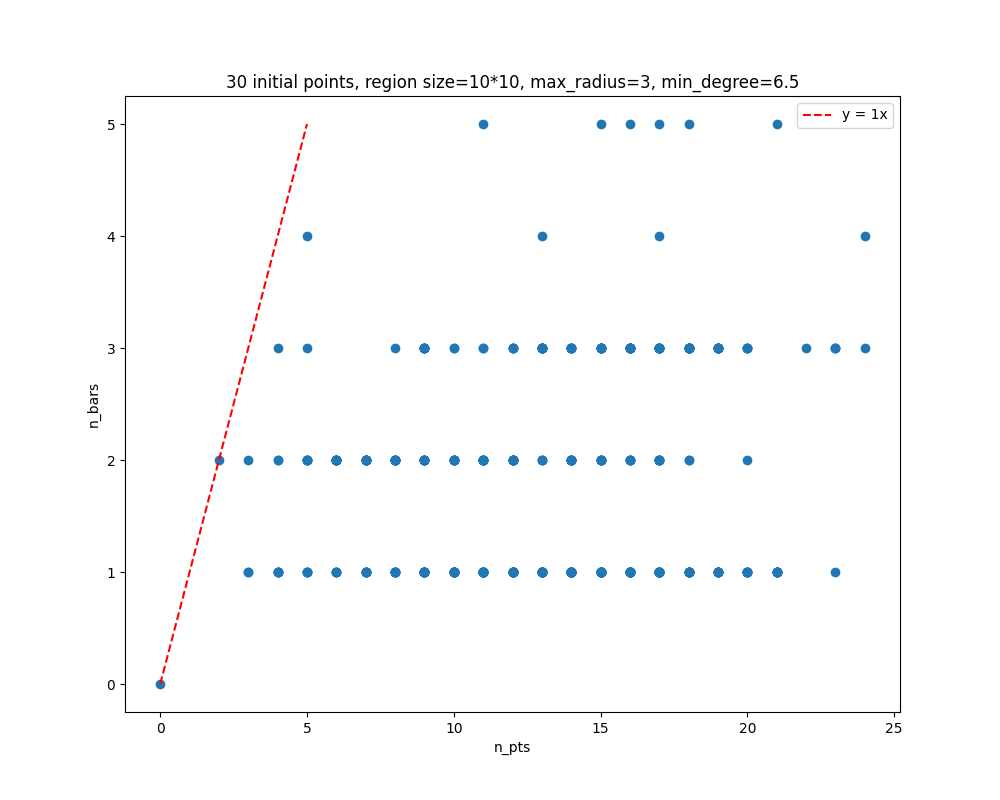 30 initial points, region size=10*10, max_radius=3, min_degree=6.5
y = 1x
5
4
3
2
1
0
n_bars
0 5 10 15 20 25
n_pts